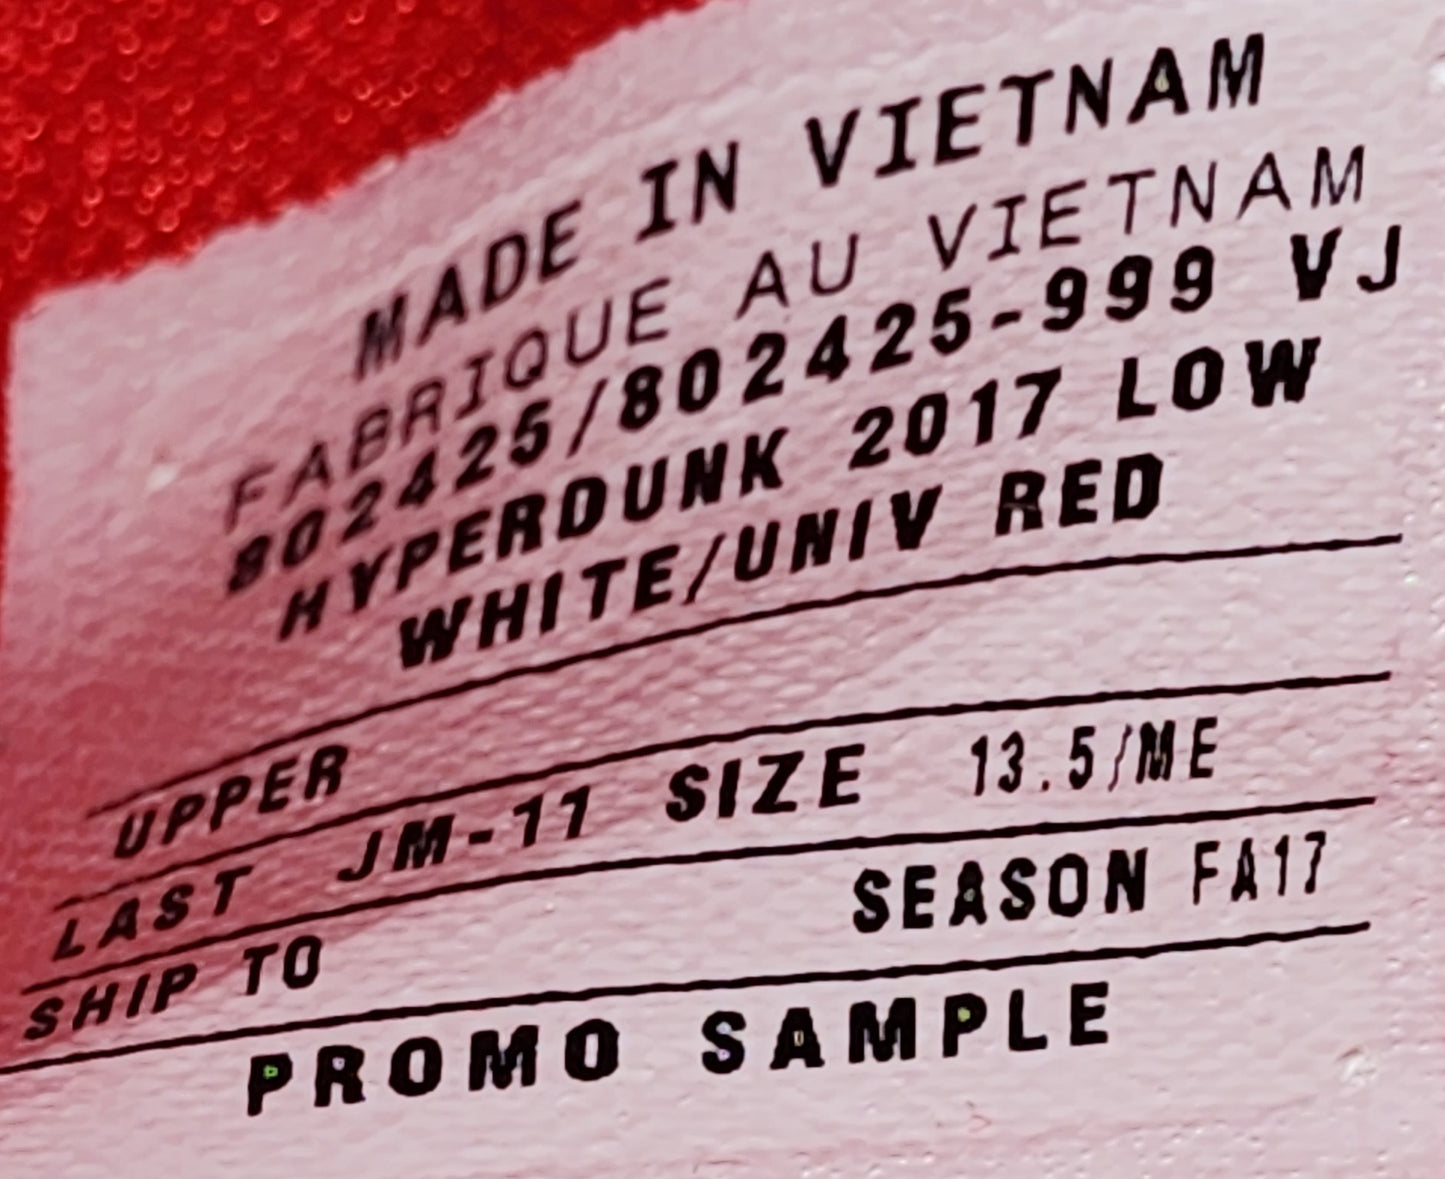 MADE IN VIETNAM
FABRIQUE AU VIETNAM
802425/802425-999 VJ
HYPERDUNK 2017 LOW
WHITE/UNIV RED
UPPER
LAST JM-11 SIZE 13.5/ME
SHIP TO SEASON FA17
PROMO SAMPLE